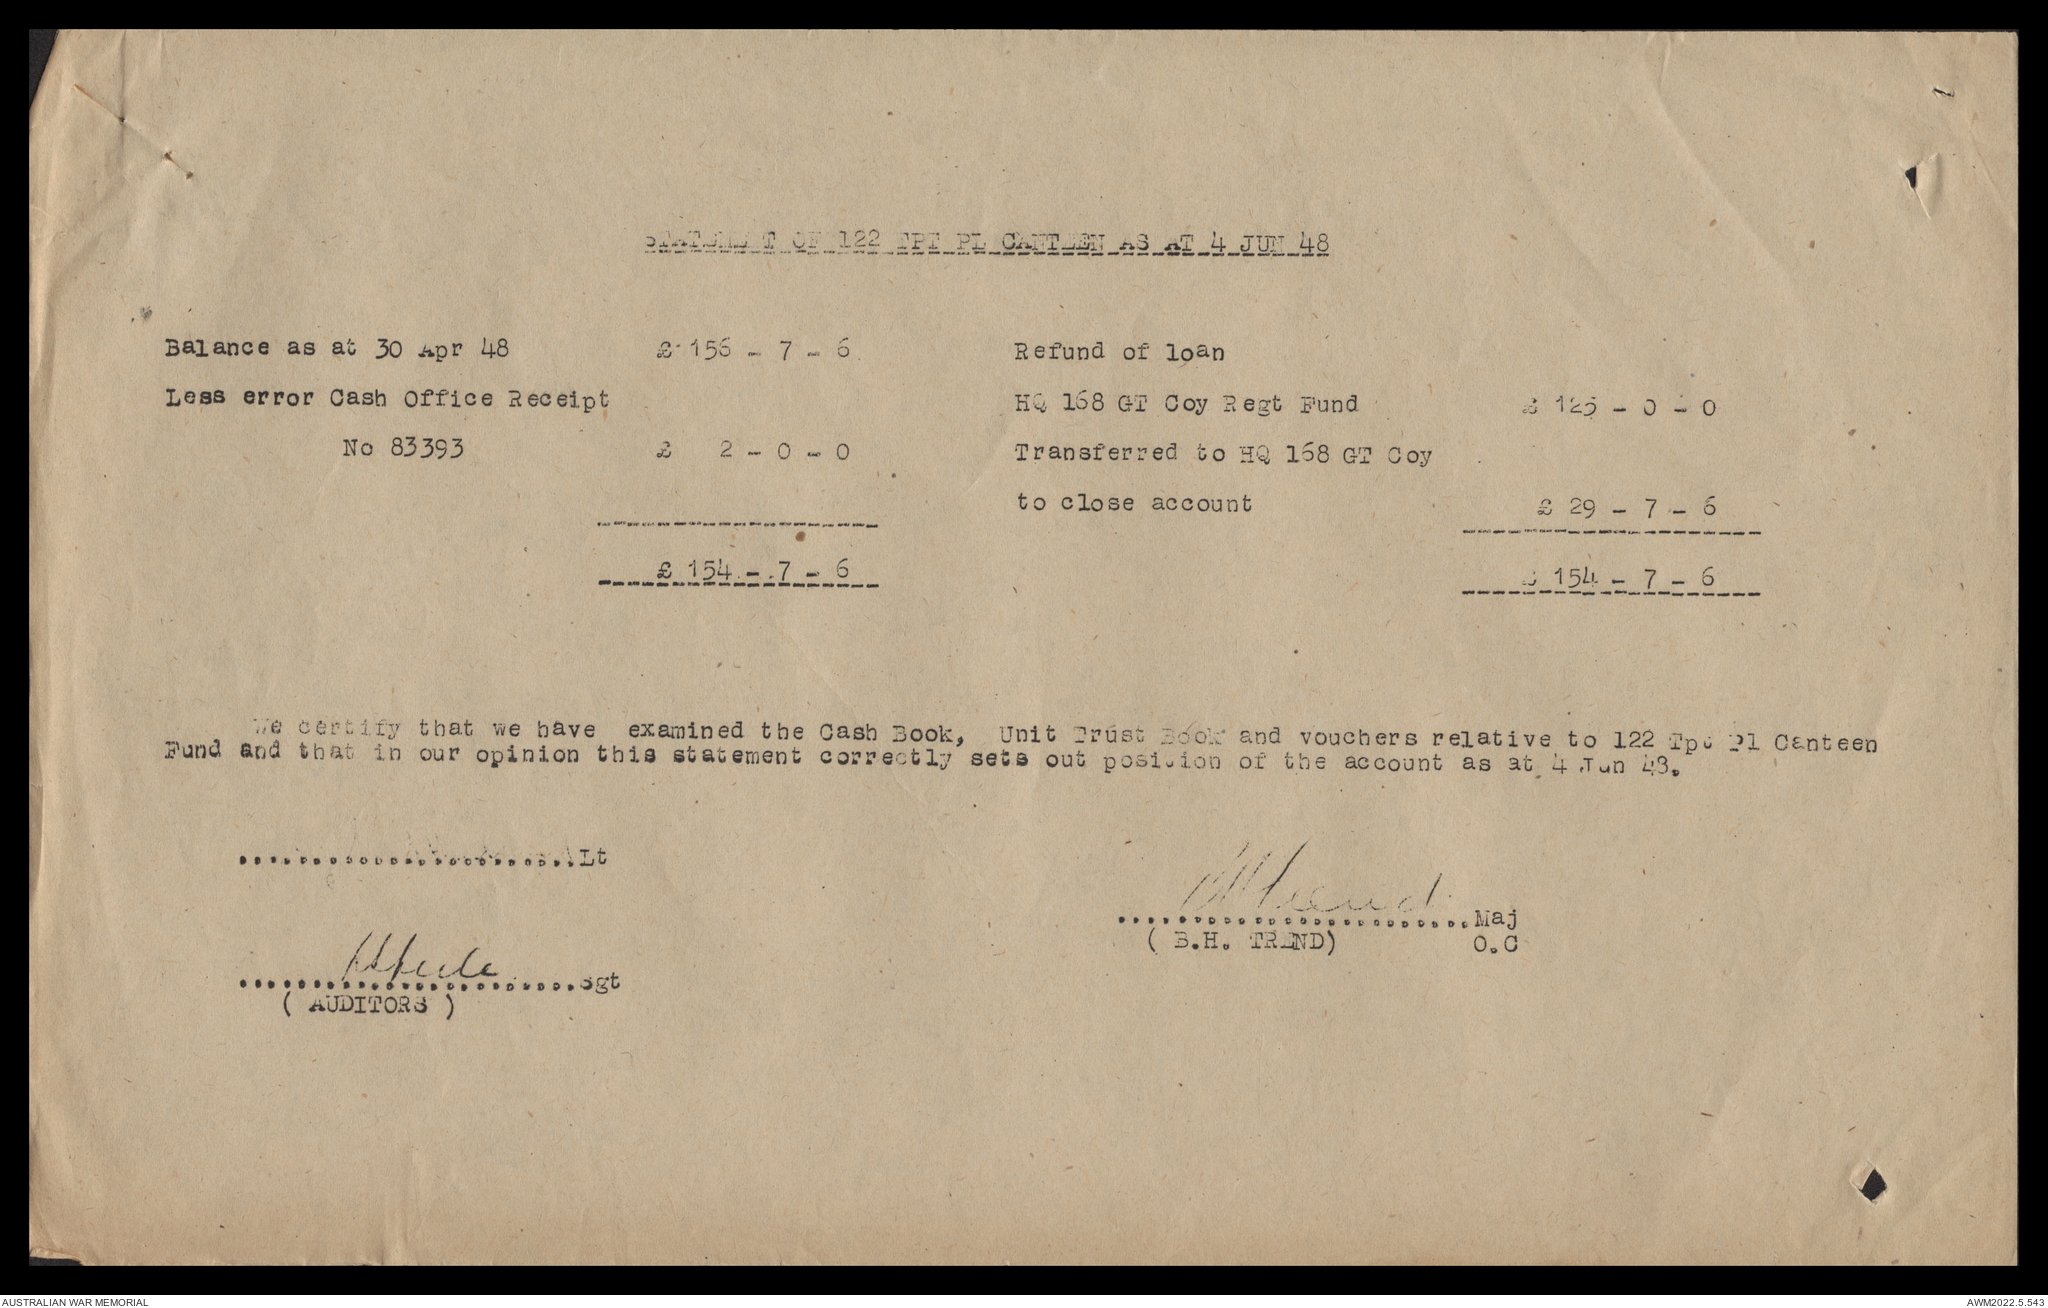 STATEMENT OF 122 TPT PL CANTEEN AS AT 4 JUN 48
Balance as at 30 Apr 48 £ 156 - 7 - 6
Less error Cash Office Receipt
No 83393 £ 2 - 0 - 0
£ 154 - 7 - 6
Refund of loan
HQ 168 GT Coy Regt Fund £ 125 - 0 - 0
Transferred to HQ 168 GT Coy
to close account £ 29 - 7 - 6
£ 154 - 7 - 6
We certify that we have examined the Cash Book, Unit Trust Book and vouchers relative to 122 Tpt Pl Canteen
Fund and that in our opinion this statement correctly sets out position of the account as at 4 Jun 48.
.......................Lt
.......................Sgt
( AUDITORS )
BHTrend
........................Maj
( B.H. TREND) O.C
AUSTRALIAN WAR MEMORIAL
AWM2022.5.543